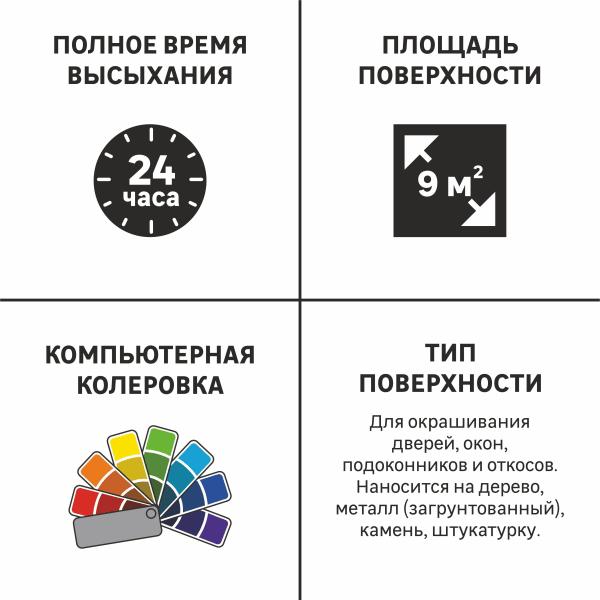 ПОЛНОЕ ВРЕМЯ
ВЫСЫХАНИЯ
24
часа
ПЛОЩАДЬ
ПОВЕРХНОСТИ
9 м²
КОМПЬЮТЕРНАЯ
КОЛЕРОВКА
ТИП
ПОВЕРХНОСТИ
Для окрашивания
дверей, окон,
подоконников и откосов.
Наносится на дерево,
металл (загрунтованный),
камень, штукатурку.